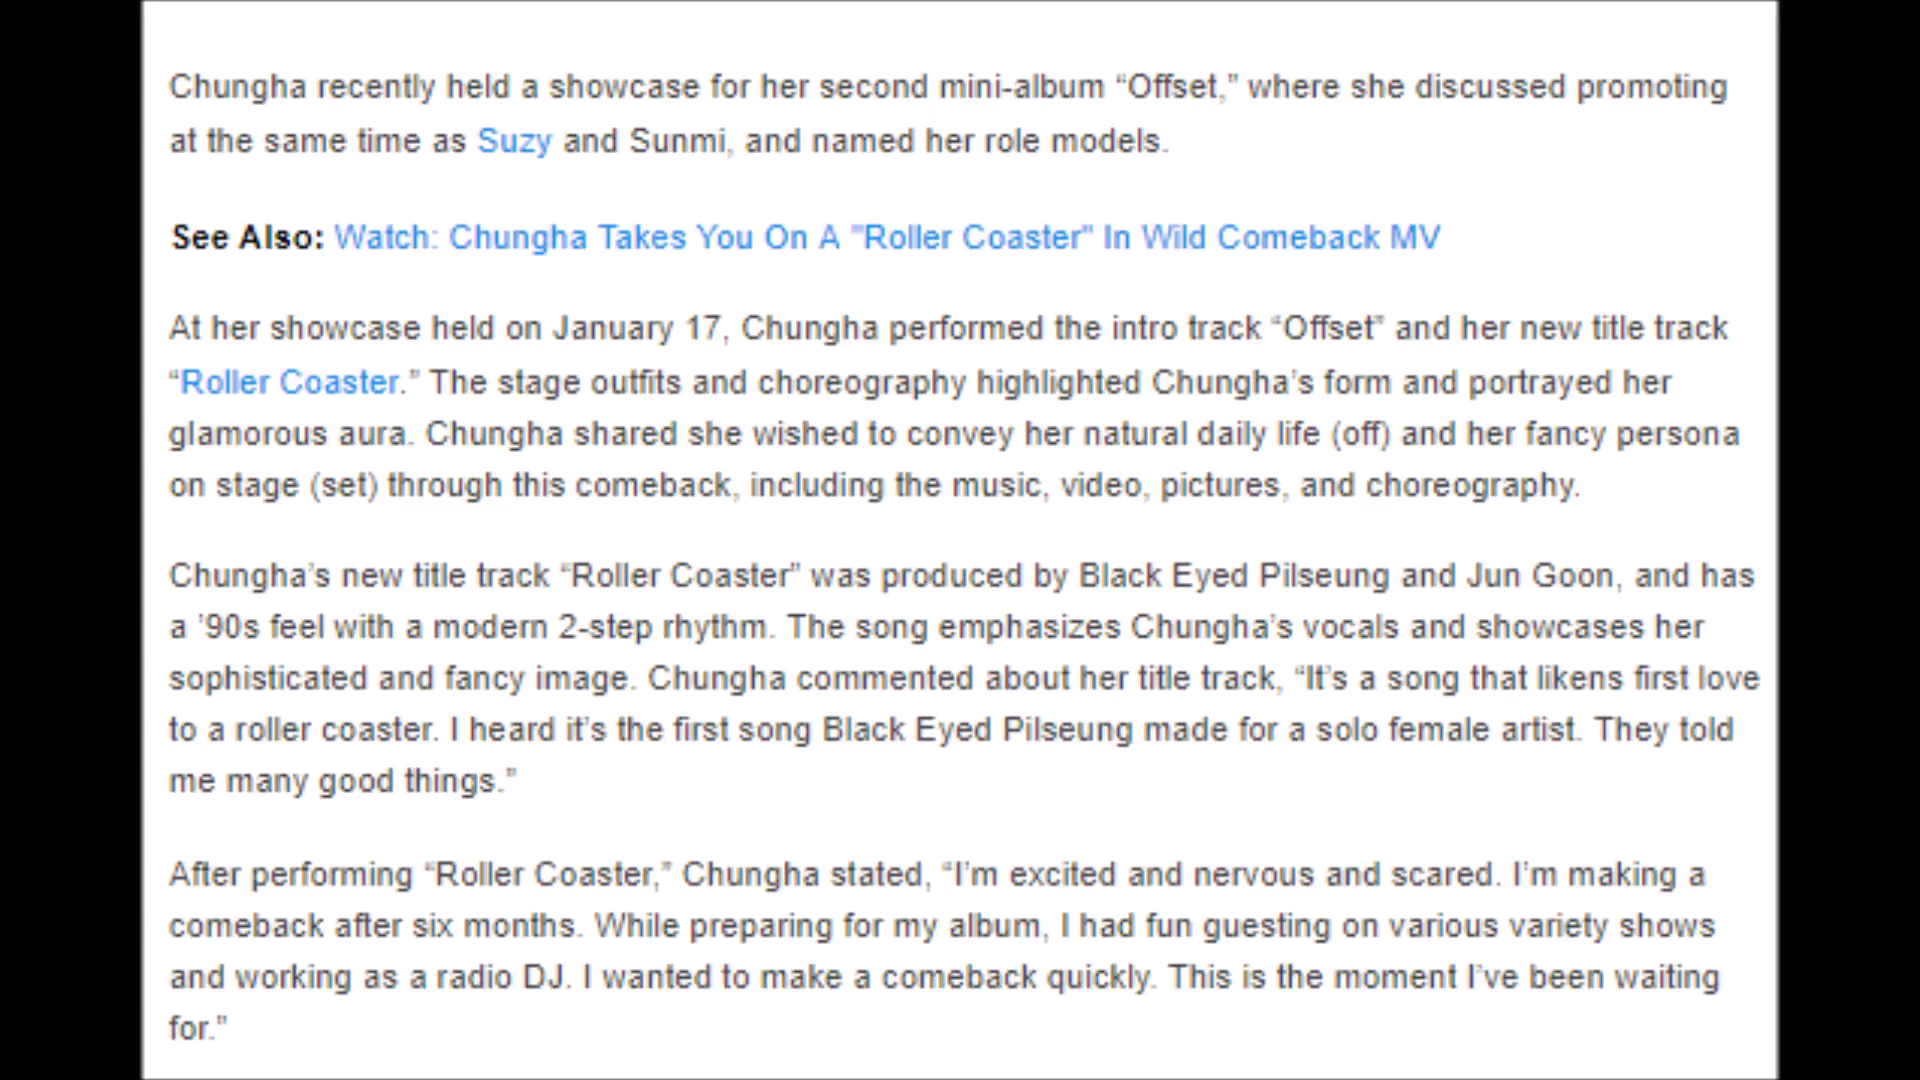 Chungha recently held a showcase for her second mini-album “Offset,” where she discussed promoting
at the same time as Suzy and Sunmi, and named her role models.
See Also: Watch: Chungha Takes You On A "Roller Coaster" In Wild Comeback MV
At her showcase held on January 17, Chungha performed the intro track “Offset” and her new title track
“Roller Coaster.” The stage outfits and choreography highlighted Chungha’s form and portrayed her
glamorous aura. Chungha shared she wished to convey her natural daily life (off) and her fancy persona
on stage (set) through this comeback, including the music, video, pictures, and choreography.
Chungha’s new title track “Roller Coaster” was produced by Black Eyed Pilseung and Jun Goon, and has
a ’90s feel with a modern 2-step rhythm. The song emphasizes Chungha’s vocals and showcases her
sophisticated and fancy image. Chungha commented about her title track, “It’s a song that likens first love
to a roller coaster. I heard it’s the first song Black Eyed Pilseung made for a solo female artist. They told
me many good things.”
After performing “Roller Coaster,” Chungha stated, “I’m excited and nervous and scared. I’m making a
comeback after six months. While preparing for my album, I had fun guesting on various variety shows
and working as a radio DJ. I wanted to make a comeback quickly. This is the moment I’ve been waiting
for.”